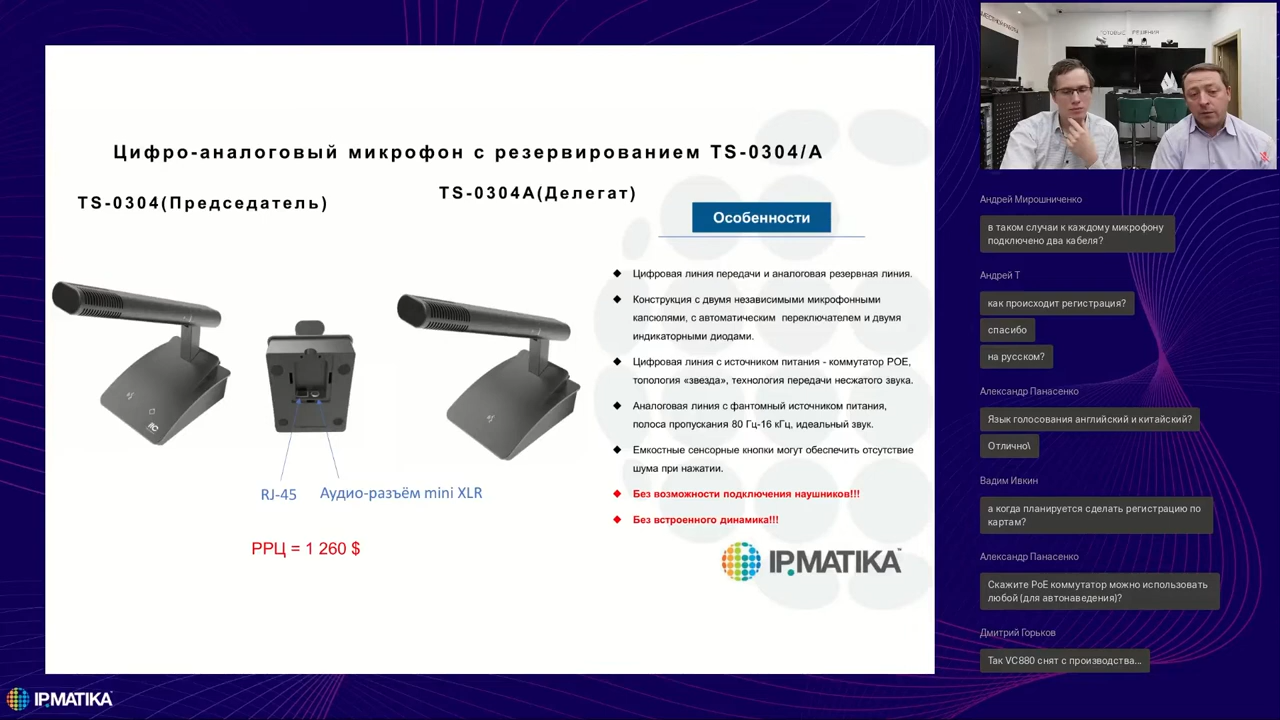 Цифро-аналоговый микрофон с резервированием TS-0304/A
TS-0304(Председатель)
TS-0304A(Делегат)
Особенности
Цифровая линия передачи и аналоговая резервная линия.
Конструкция с двумя независимыми микрофонными
капсюлями, с автоматическим переключателем и двумя
индикаторными диодами.
Цифровая линия с источником питания - коммутатор POE,
топология «звезда», технология передачи несжатого звука.
Аналоговая линия с фантомный источником питания,
полоса пропускания 80 Гц-16 кГц, идеальный звук.
Емкостные сенсорные кнопки могут обеспечить отсутствие
шума при нажатии.
Без возможности подключения наушников!!!
Без встроенного динамика!!!
RJ-45
Аудио-разъём mini XLR
РРЦ = 1 260 $
IP.MATIKA
IP.MATIKA
ГОТОВЫЕ РЕШЕНИЯ
Андрей Мирошниченко
в таком случаи к каждому микрофону
подключено два кабеля?
Андрей Т
как происходит регистрация?
спасибо
на русском?
Александр Панасенко
Язык голосования английский и китайский?
Отлично\
Вадим Ивкин
а когда планируется сделать регистрацию по
картам?
Александр Панасенко
Скажите PoE коммутатор можно использовать
любой (для автонаведения)?
Дмитрий Горьков
Так VC880 снят с производства...